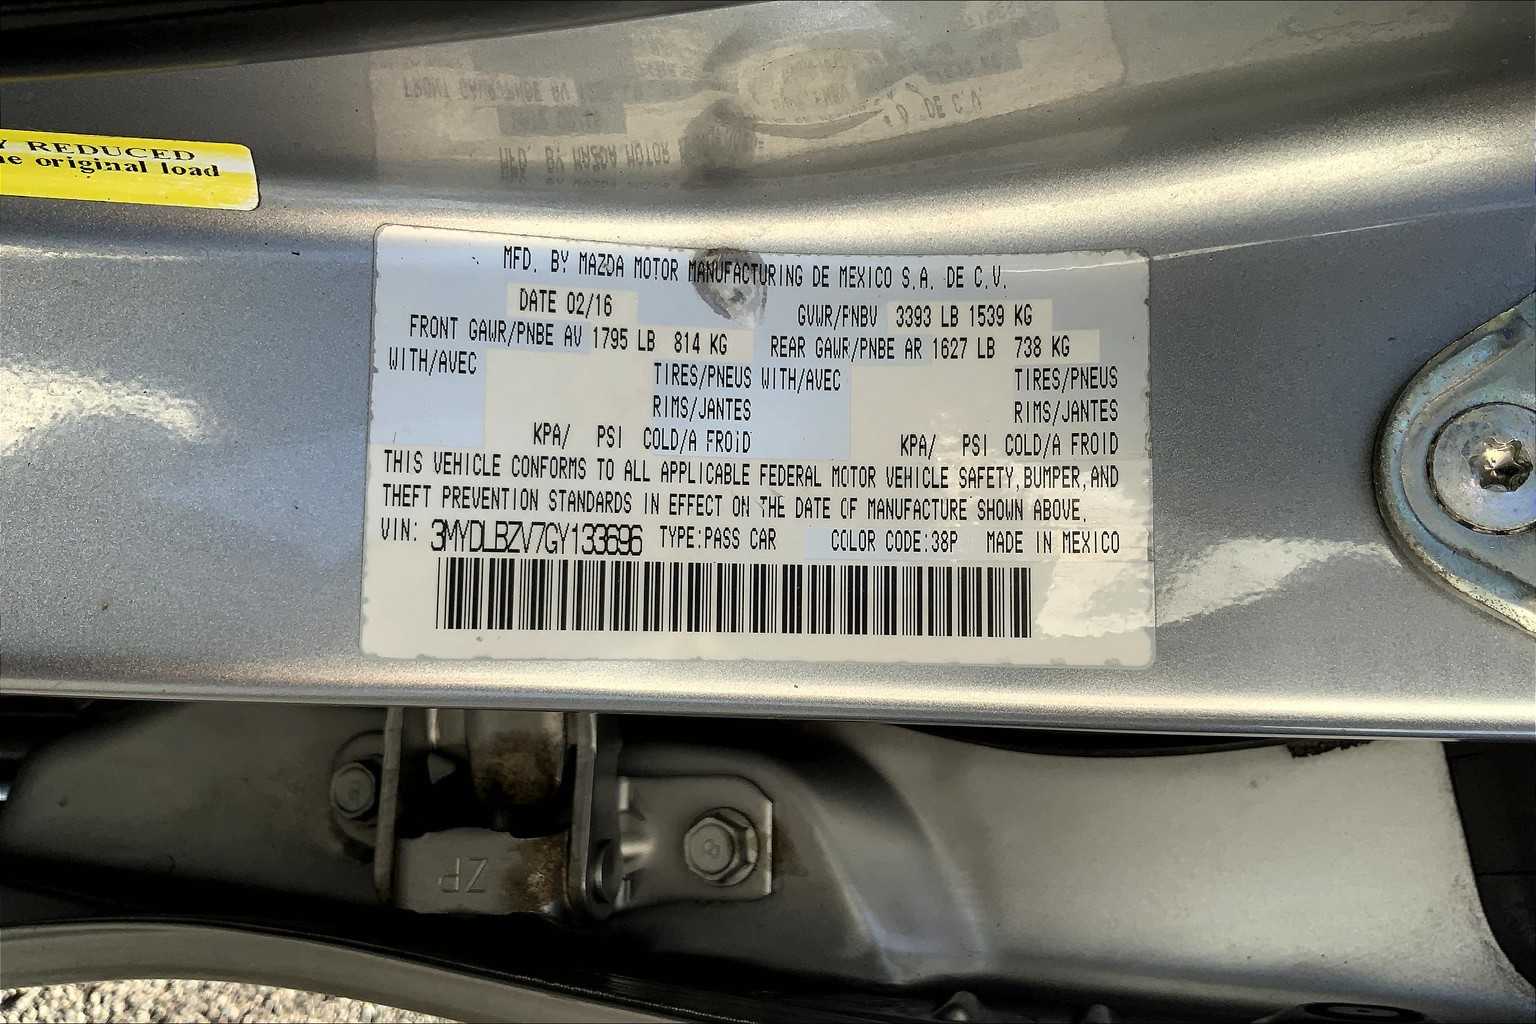 Y REDUCED
ne original load
MFD. BY MAZDA MOTOR MANUFACTURING DE MEXICO S.A. DE C.V.
DATE 02/16 GVWR/PNBV 3393 LB 1539 KG
FRONT GAWR/PNBE AV 1795 LB 814 KG REAR GAWR/PNBE AR 1627 LB 738 KG
WITH/AVEC TIRES/PNEUS WITH/AVEC TIRES/PNEUS
RIMS/JANTES RIMS/JANTES
KPA/ PSI COLD/A FROID KPA/ PSI COLD/A FROID
THIS VEHICLE CONFORMS TO ALL APPLICABLE FEDERAL MOTOR VEHICLE SAFETY, BUMPER, AND
THEFT PREVENTION STANDARDS IN EFFECT ON THE DATE OF MANUFACTURE SHOWN ABOVE.
VIN: 3MYDLBZV7GY133696 TYPE:PASS CAR COLOR CODE:38P MADE IN MEXICO
ZP
8